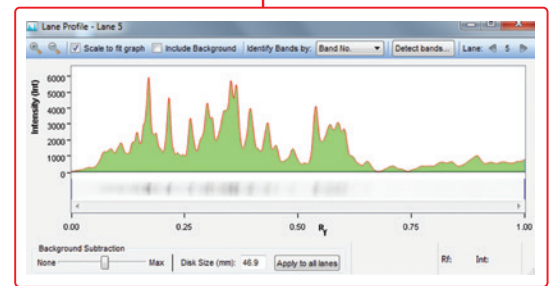 Lane Profile - Lane 5
Scale to fit graph Include Background Identify Bands by: Band No. Detect bands... Lane: 5
Intensity (Int)
6000
5000
4000
3000
2000
1000
0
0.00 0.25 0.50 Rf 0.75 1.00
Background Subtraction
None Max Disk Size (mm): 46.9 Apply to all lanes Rf: Int: